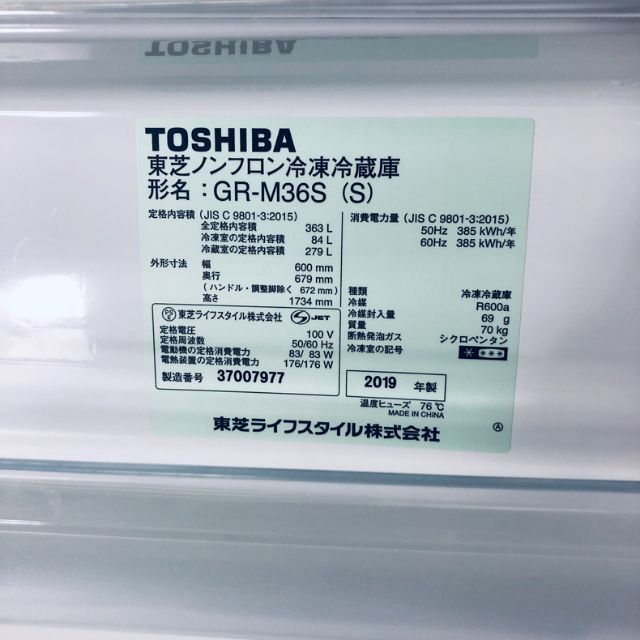 TOSHIBA
東芝ノンフロン冷凍冷蔵庫
形名：GR-M36S（S）
定格内容積（JIS C 9801-3:2015）
全定格内容積 363 L
冷凍室の定格内容積 84 L
冷蔵室の定格内容積 279 L
外形寸法 幅 600 mm
奥行 679 mm
（ハンドル・調整脚除く 672 mm）
高さ 1734 mm
消費電力量（JIS C 9801-3:2015）
50Hz 385 kWh/年
60Hz 385 kWh/年
種類 冷凍冷蔵庫
冷媒 R600a
冷媒封入量 69 g
質量 70 kg
断熱発泡ガス シクロペンタン
冷凍室の記号
PS E 東芝ライフスタイル株式会社 S JET
定格電圧 100 V
定格周波数 50/60 Hz
電動機の定格消費電力 83/ 83 W
電熱装置の定格消費電力 176/176 W
製造番号 37007977
2019 年製
温度ヒューズ 76℃
MADE IN CHINA
東芝ライフスタイル株式会社
Ⓐ